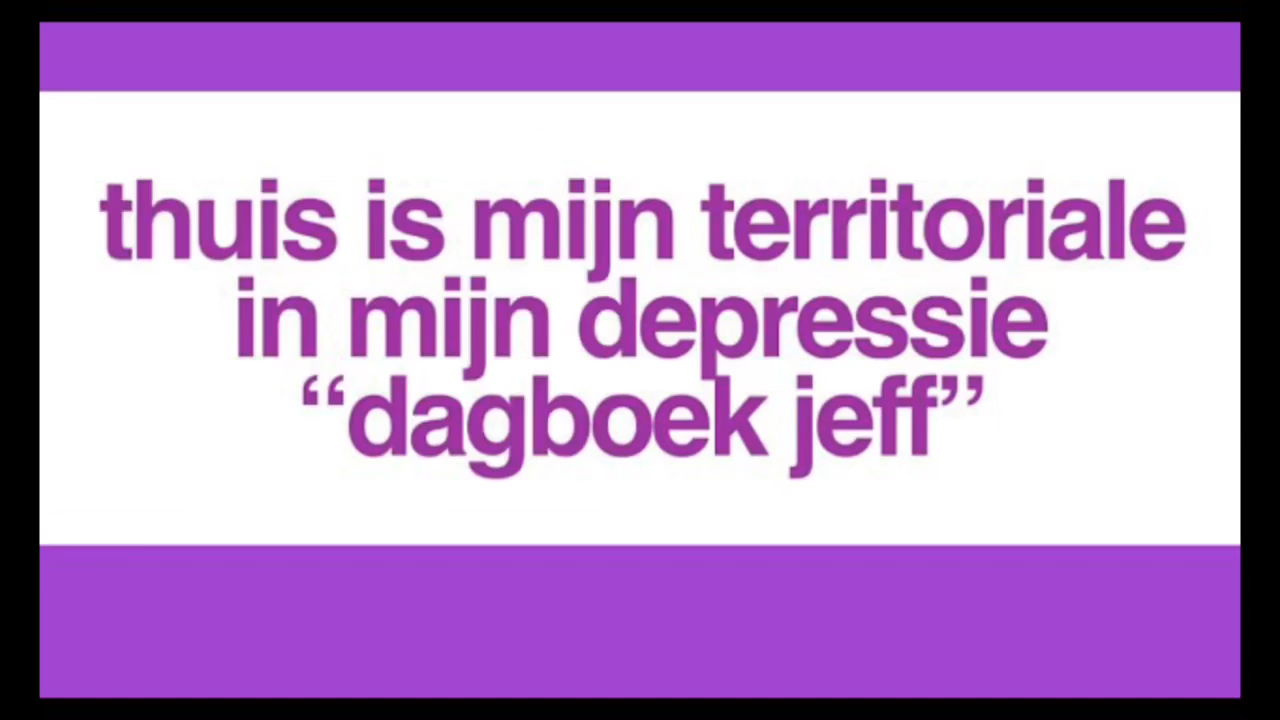 thuis is mijn territoriale
in mijn depressie
“dagboek jeff”